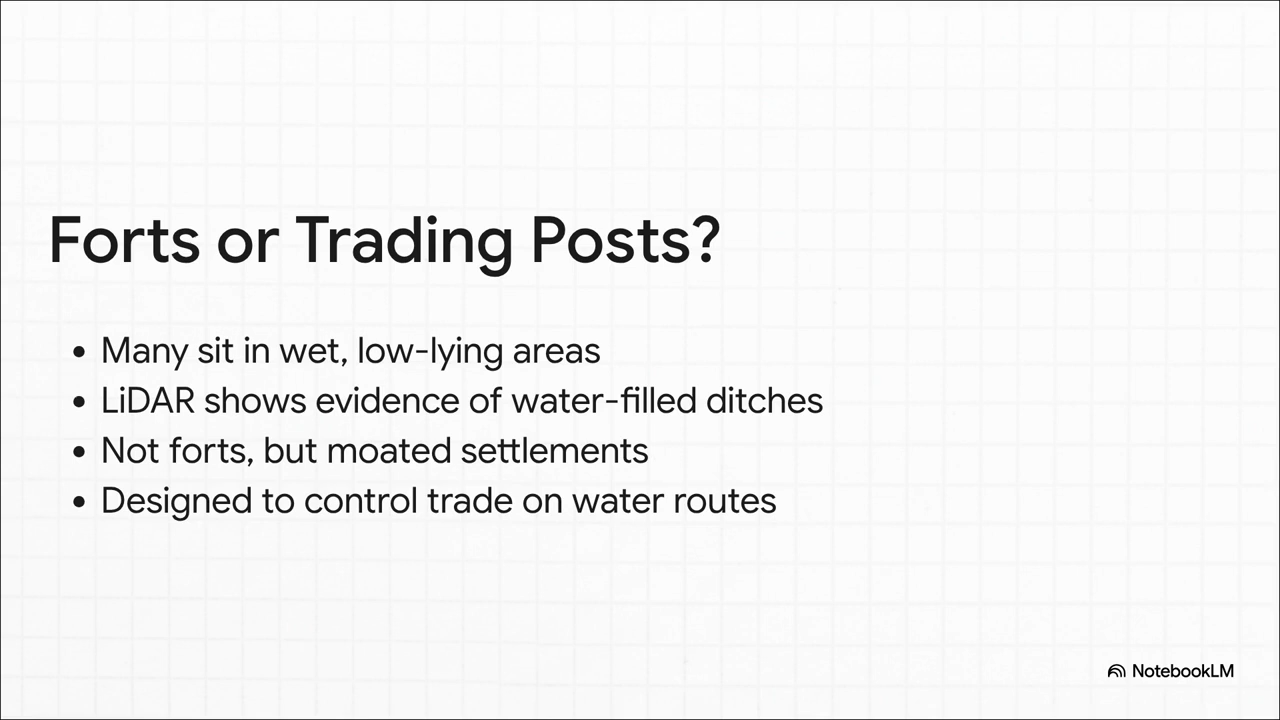 Forts or Trading Posts?
• Many sit in wet, low-lying areas
• LiDAR shows evidence of water-filled ditches
• Not forts, but moated settlements
• Designed to control trade on water routes
NotebookLM